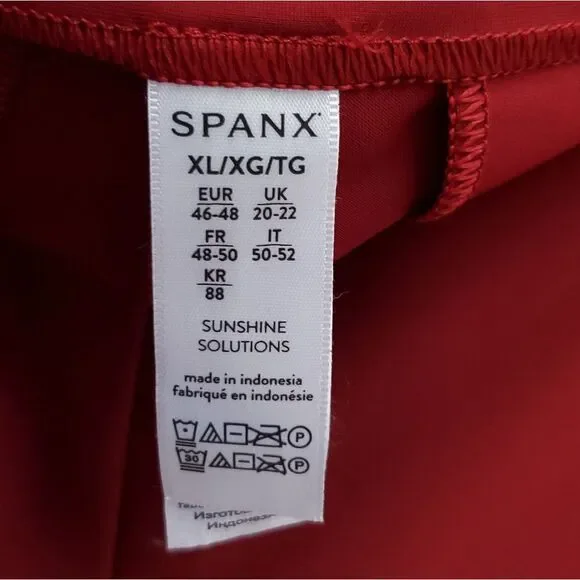 SPANX
XL/XG/TG
EUR UK
46-48 20-22
FR IT
48-50 50-52
KR
88
SUNSHINE
SOLUTIONS
made in indonesia
fabriqué en indonésie
P
30 P